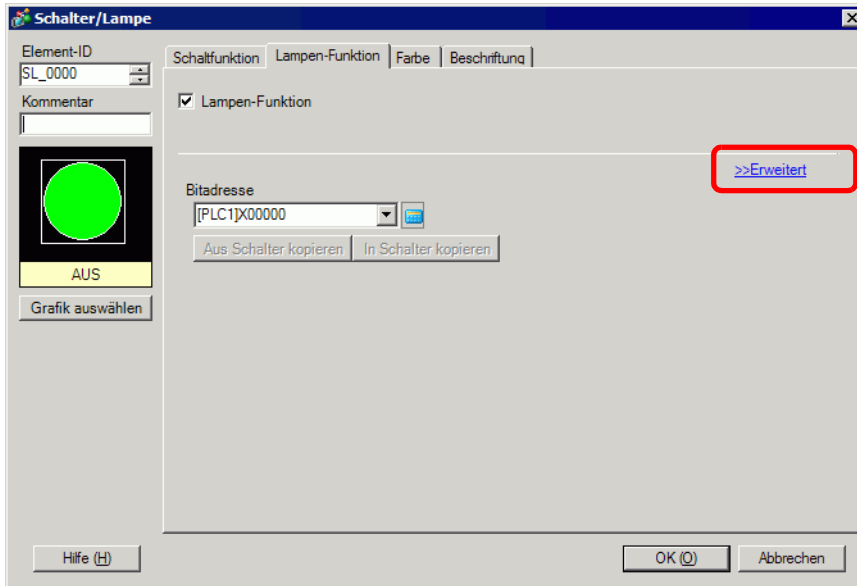 Schalter/Lampe
Element-ID
SL_0000
Kommentar
AUS
Grafik auswählen
Schaltfunktion Lampen-Funktion Farbe Beschriftung
Lampen-Funktion
>>Erweitert
Bitadresse
[PLC1]X00000
Aus Schalter kopieren In Schalter kopieren
Hilfe (H) OK (O) Abbrechen